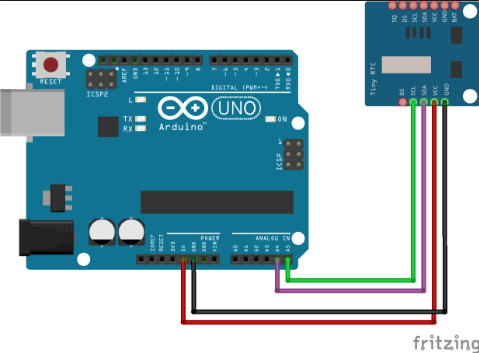 SQ DS SCL SDA VCC GND BAT
Tiny RTC
DS SCL SDA VCC GND
RESET
ICSP2
AREF
GND
13 12 ~11 ~10 ~9 8 7 ~6 ~5 4 ~3 2
TXD 1
RXD 0
DIGITAL (PWM=~)
L
TX
RX
Arduino
UNO
ON
ICSP
1
POWER
ANALOG IN
IOREF RESET 3V3 5V GND GND VIN A0 A1 A2 A3 A4 A5
fritzing